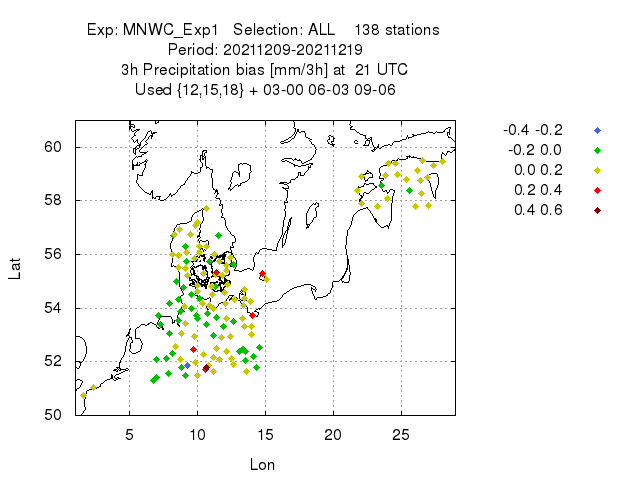 Exp: MNWC_Exp1 Selection: ALL 138 stations
Period: 20211209-20211219
3h Precipitation bias [mm/3h] at 21 UTC
Used {12,15,18} + 03-00 06-03 09-06
-0.4 -0.2
-0.2 0.0
0.0 0.2
0.2 0.4
0.4 0.6
60
58
56
54
52
50
Lat
5 10 15 20 25
Lon